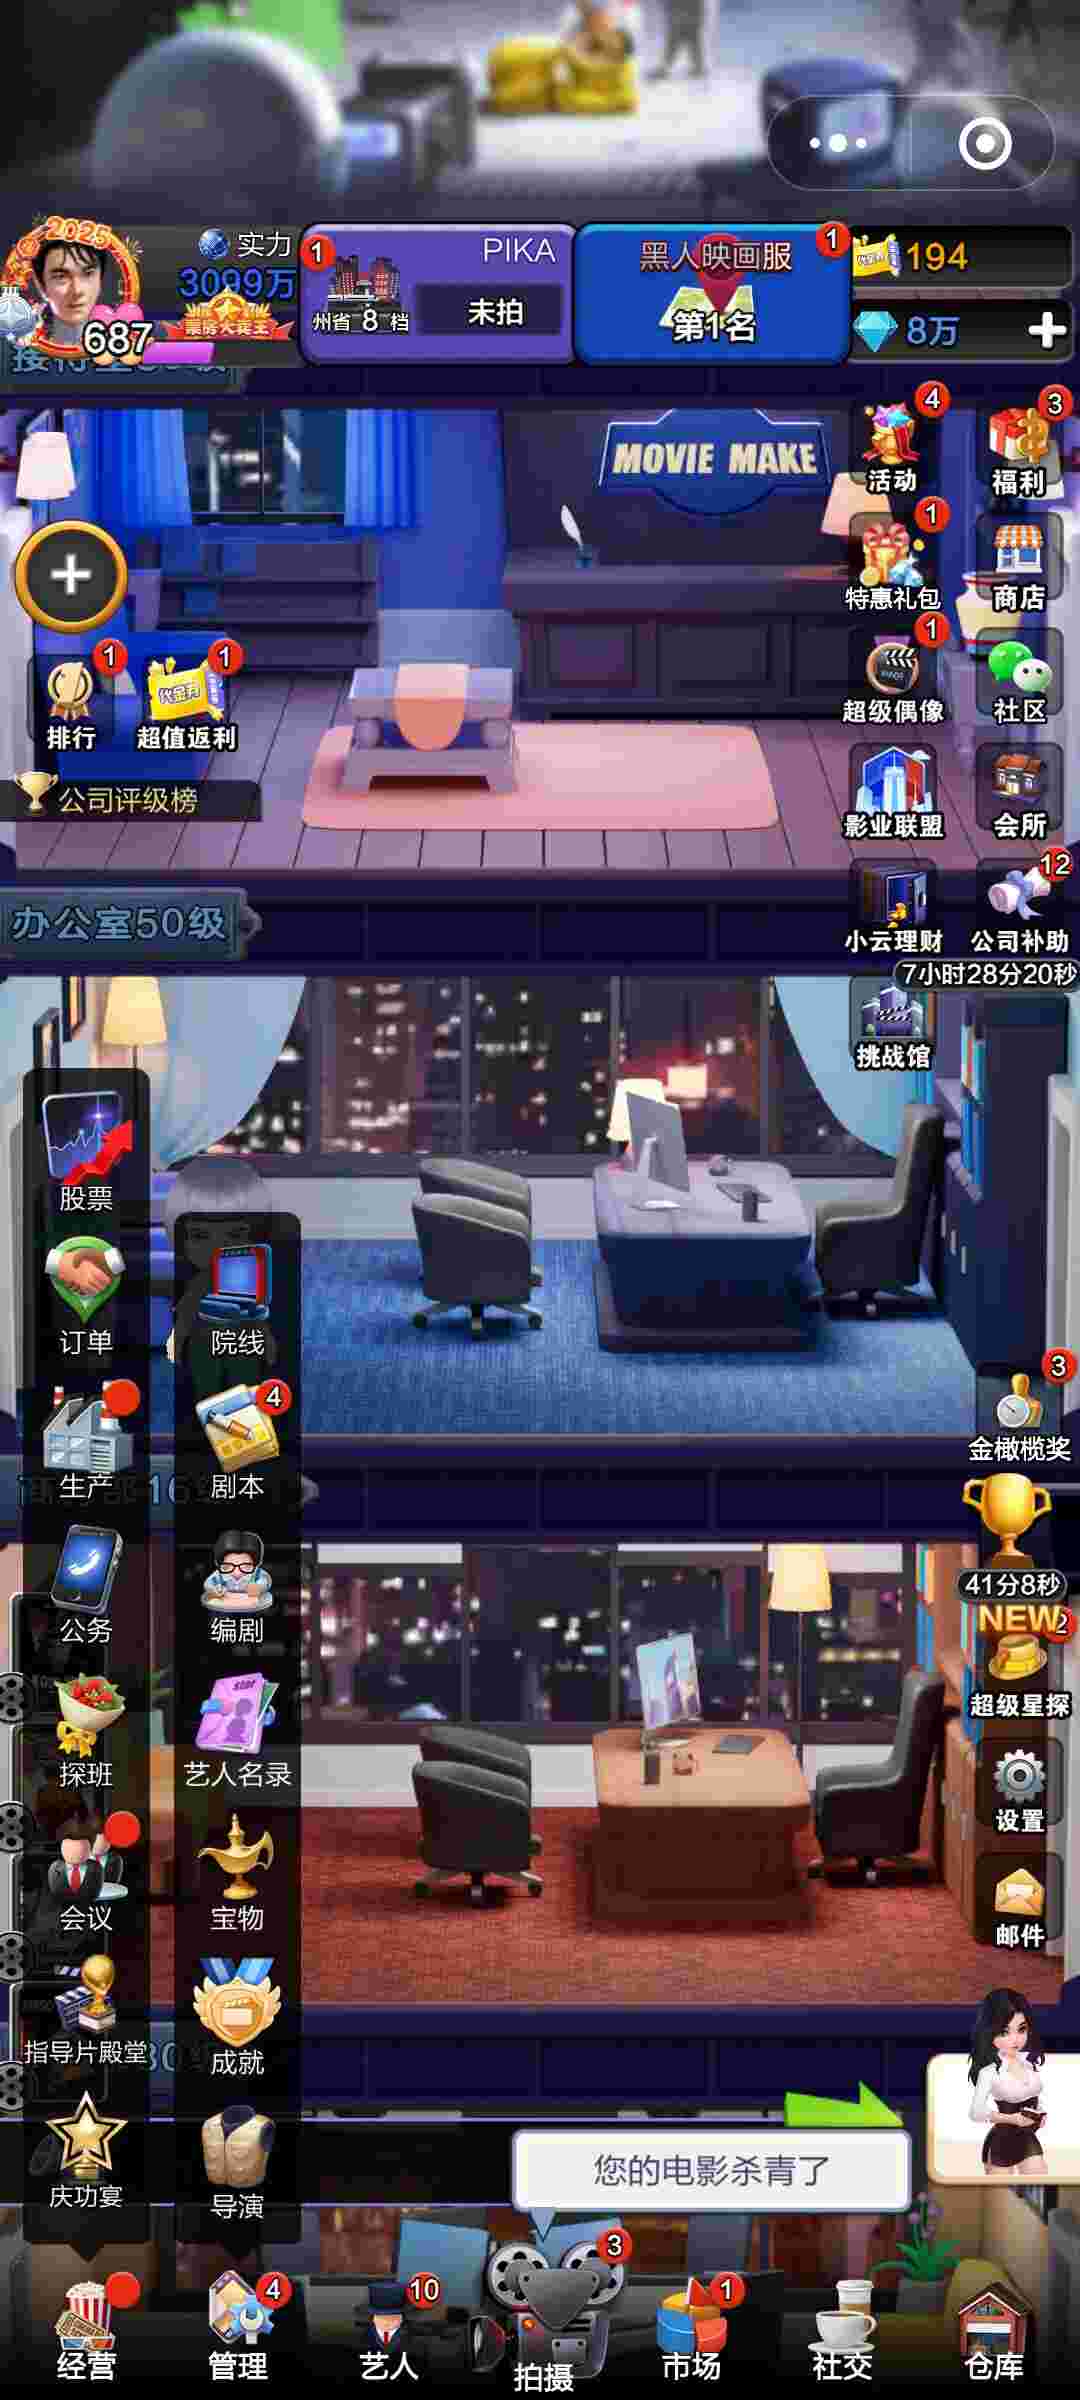 2025
实力
3099万
票房大卖王
687
1
PIKA
州省 8 档
未拍
黑人映画服
1
第1名
代金券
194
8万
MOVIE MAKE
4
活动
3
福利
1
特惠礼包
商店
1
超级偶像
社区
1
排行
1
代金券
超值返利
公司评级榜
影业联盟
会所
小云理财
12
公司补助
7小时28分20秒
挑战馆
办公室50级
股票
订单
院线
生产
4
剧本
公务
编剧
探班
star
艺人名录
会议
宝物
指导片殿堂
成就
庆功宴
导演
3
金橄榄奖
41分8秒
NEW
2
超级星探
设置
邮件
您的电影杀青了
经营
4
管理
10
艺人
3
拍摄
1
市场
社交
仓库